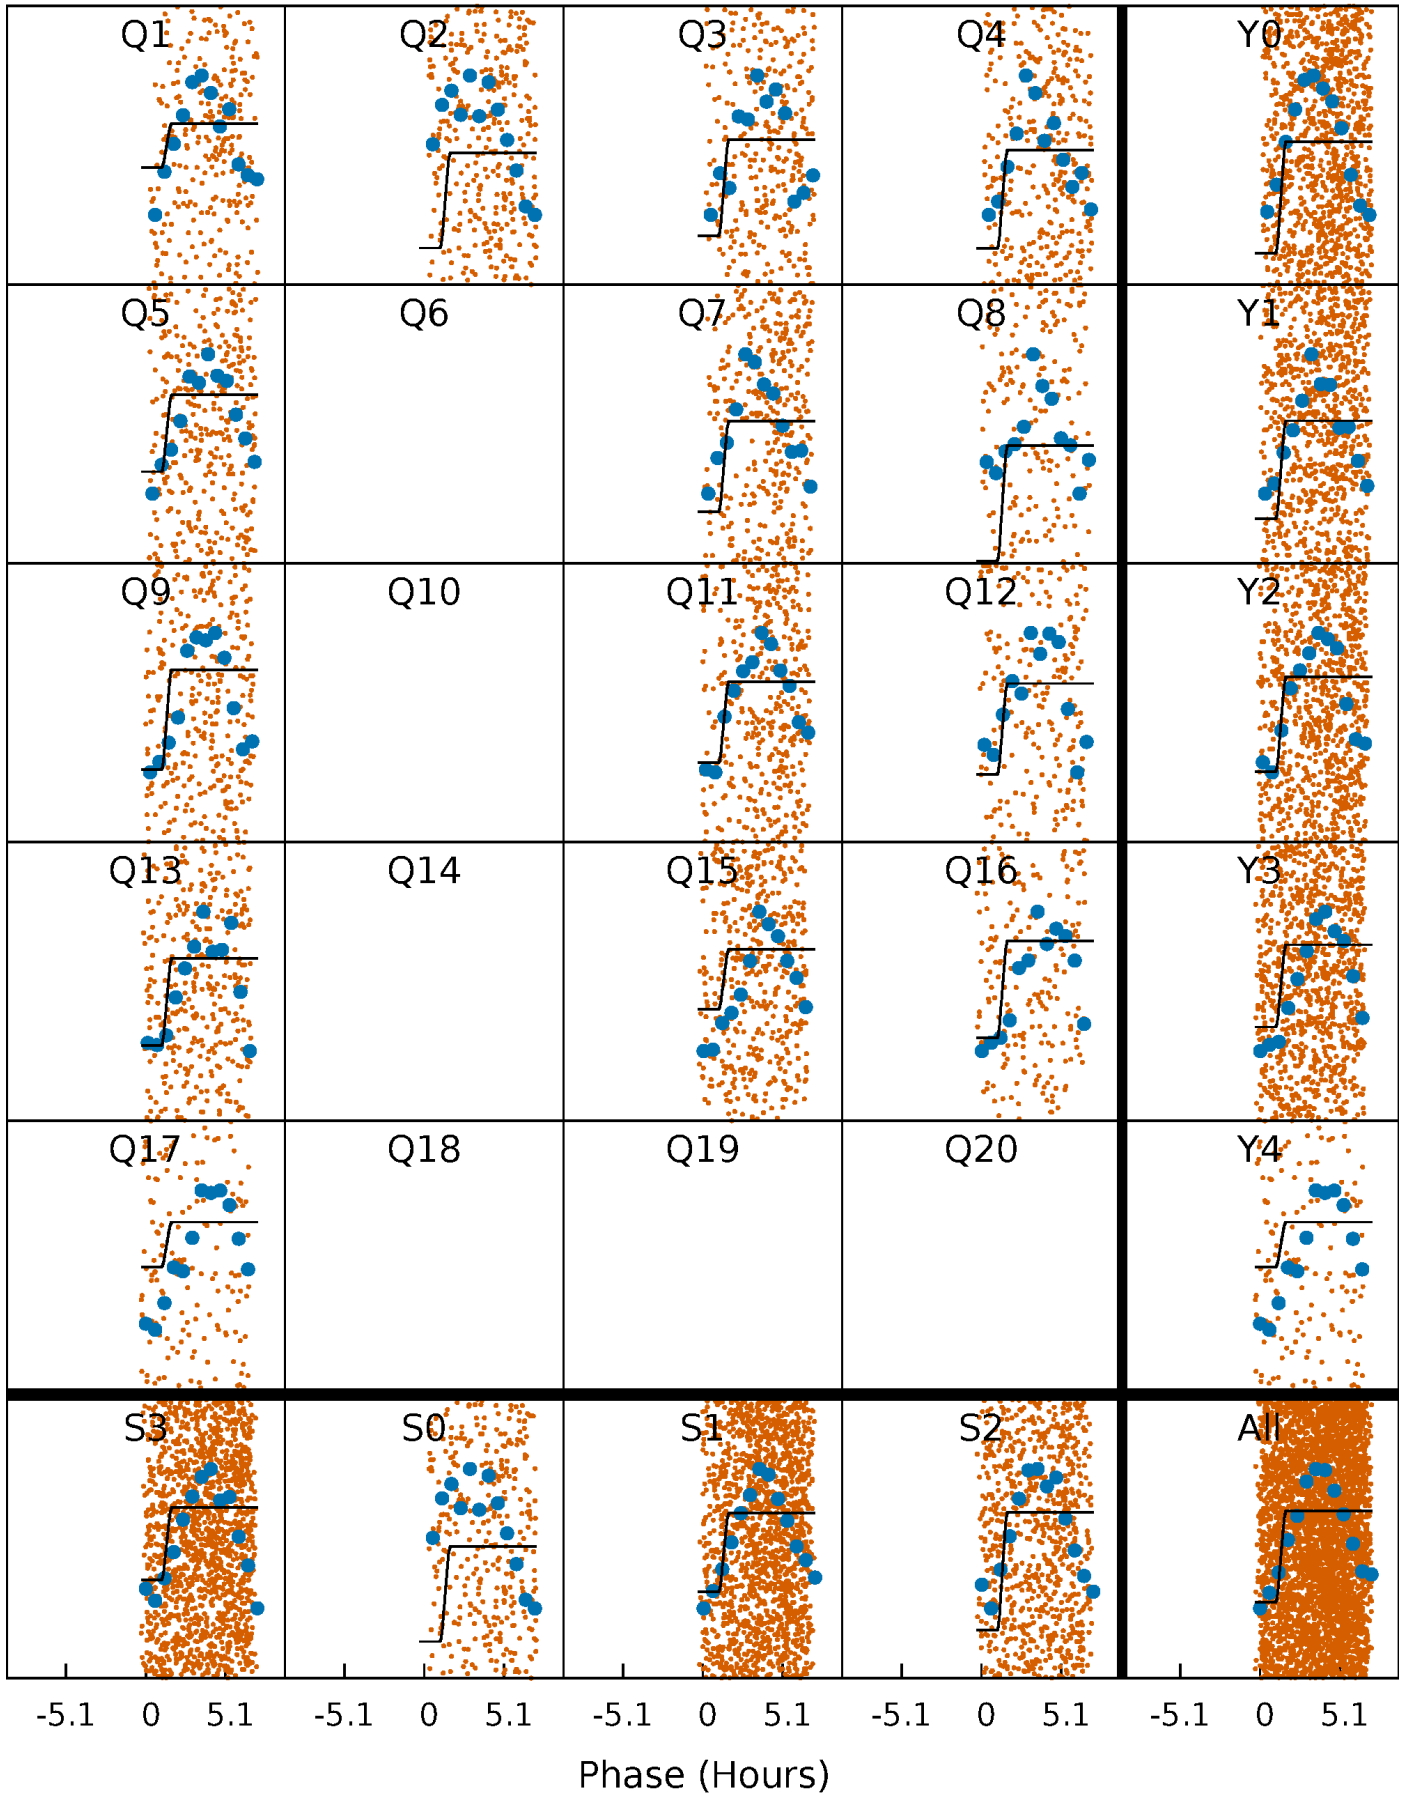 Q1 Q2 Q3 Q4 Y0
Q5 Q6 Q7 Q8 Y1
Q9 Q10 Q11 Q12 Y2
Q13 Q14 Q15 Q16 Y3
Q17 Q18 Q19 Q20 Y4
S3 S0 S1 S2 All
-5.1 0 5.1 -5.1 0 5.1 -5.1 0 5.1 -5.1 0 5.1 -5.1 0 5.1
Phase (Hours)